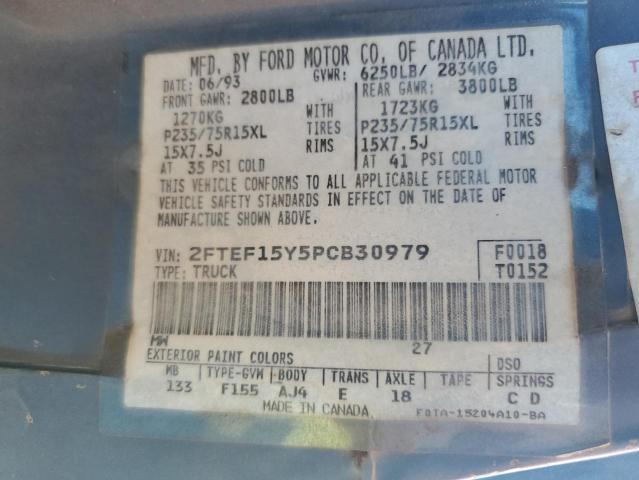 MFD. BY FORD MOTOR CO. OF CANADA LTD.
DATE: 06/93 GVWR: 6250LB/ 2834KG
FRONT GAWR: 2800LB REAR GAWR: 3800LB
1270KG WITH 1723KG WITH
P235/75R15XL TIRES P235/75R15XL TIRES
15X7.5J RIMS 15X7.5J RIMS
AT 35 PSI COLD AT 41 PSI COLD
THIS VEHICLE CONFORMS TO ALL APPLICABLE FEDERAL MOTOR
VEHICLE SAFETY STANDARDS IN EFFECT ON THE DATE OF
MANUFACTURE SHOWN ABOVE.
VIN: 2FTEF15Y5PCB30979 F0018
TYPE: TRUCK T0152
MW 27
EXTERIOR PAINT COLORS DSO
MB TYPE-GVW BODY TRANS AXLE TAPE SPRINGS
133 F155 AJ4 E 18 C D
MADE IN CANADA F0TA-15204A10-BA